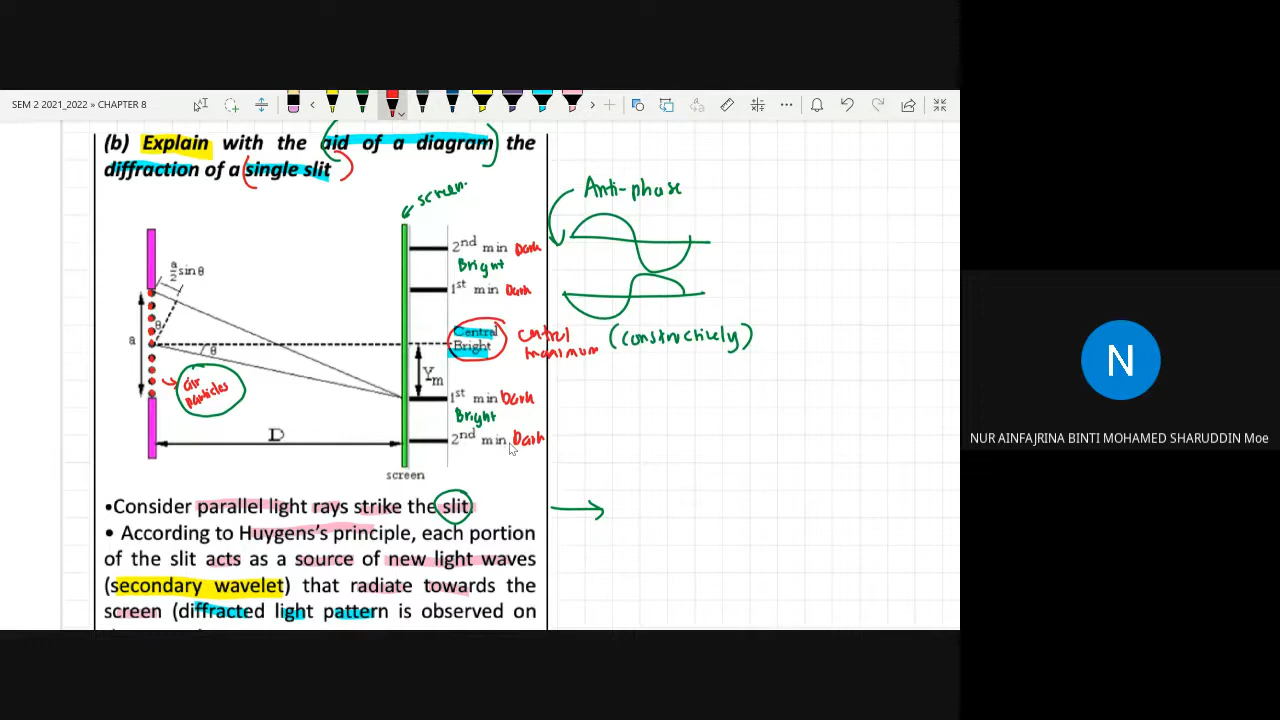 SEM 2 2021_2022 » CHAPTER 8
(b) Explain with the aid of a diagram the
diffraction of a single slit
screen.
Anti-phase
a/2 sinθ
2nd min Dark
Bright
1st min Dark
θ
a
θ
Central
Bright
Central
maximum
(constructively)
Ym
air
particles
1st min Dark
Bright
2nd min Dark
D
screen
•Consider parallel light rays strike the slit.
• According to Huygens's principle, each portion
of the slit acts as a source of new light waves
(secondary wavelet) that radiate towards the
screen (diffracted light pattern is observed on
N
NUR AINFAJRINA BINTI MOHAMED SHARUDDIN Moe